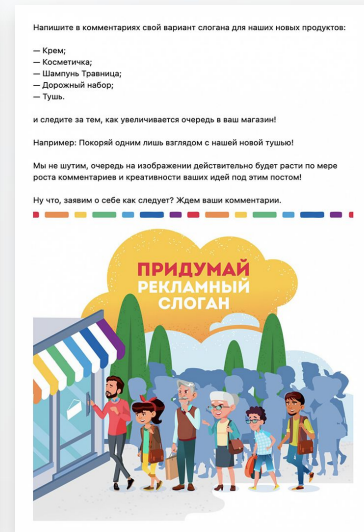 Напишите в комментариях свой вариант слогана для наших новых продуктов:
— Крем;
— Косметичка;
— Шампунь Травница;
— Дорожный набор;
— Тушь.
и следите за тем, как увеличивается очередь в ваш магазин!
Например: Покоряй одним лишь взглядом с нашей новой тушью!
Мы не шутим, очередь на изображении действительно будет расти по мере
роста комментариев и креативности ваших идей под этим постом!
Ну что, заявим о себе как следует? Ждем ваши комментарии.
ПРИДУМАЙ
РЕКЛАМНЫЙ
СЛОГАН